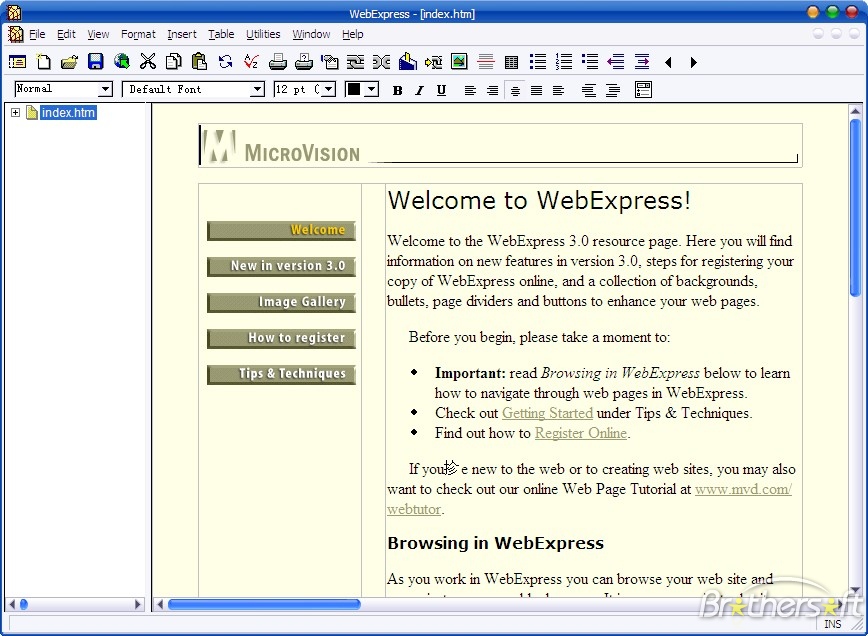 WebExpress - [index.htm]
File Edit View Format Insert Table Utilities Window Help
Normal Default Font 12 pt ( B I U
index.htm
MICROVISION
Welcome
New in version 3.0
Image Gallery
How to register
Tips & Techniques
Welcome to WebExpress!
Welcome to the WebExpress 3.0 resource page. Here you will find
information on new features in version 3.0, steps for registering your
copy of WebExpress online, and a collection of backgrounds,
bullets, page dividers and buttons to enhance your web pages.
Before you begin, please take a moment to:
• Important: read Browsing in WebExpress below to learn
how to navigate through web pages in WebExpress.
• Check out Getting Started under Tips & Techniques.
• Find out how to Register Online.
If you e new to the web or to creating web sites, you may also
want to check out our online Web Page Tutorial at www.mvd.com/
webtutor.
Browsing in WebExpress
As you work in WebExpress you can browse your web site and
Brothersoft
INS